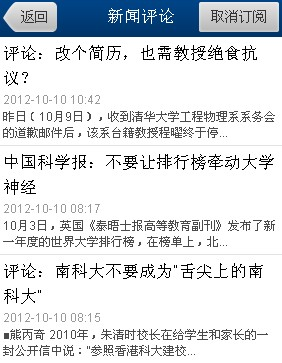 返回 新闻评论 取消订阅
评论：改个简历，也需教授绝食抗
议？
2012-10-10 10:42
昨日（10月9日），收到清华大学工程物理系系务会
的道歉邮件后，该系台籍教授程曜终于停...
中国科学报：不要让排行榜牵动大学
神经
2012-10-10 08:17
10月3日，英国《泰晤士报高等教育副刊》发布了新
一年度的世界大学排行榜，在榜单上，北...
评论：南科大不要成为“舌尖上的南
科大”
2012-10-10 08:15
■熊丙奇 2010年，朱清时校长在给学生和家长的一
封公开信中说：“参照香港科大建校...